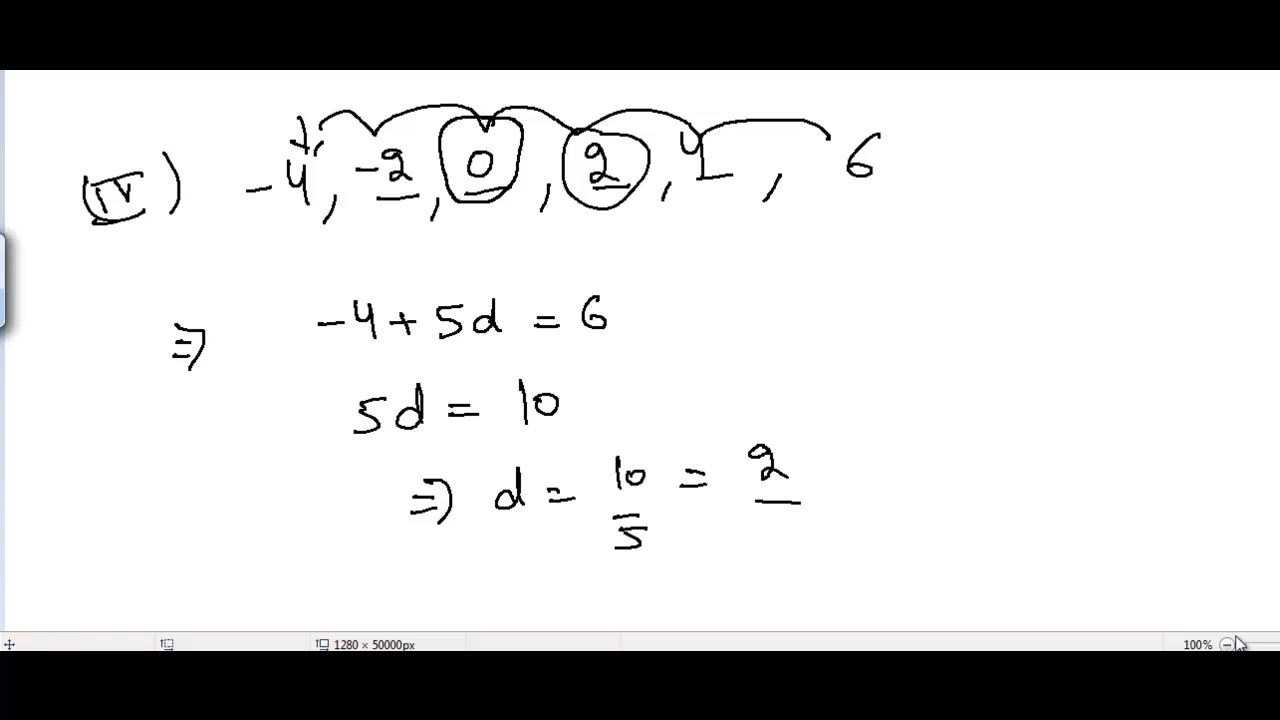 (IV) -4, -2, 0, 2, 4, 6
⇒ -4 + 5d = 6
5d = 10
⇒ d = 10/5 = 2
1280 × 50000px 100%